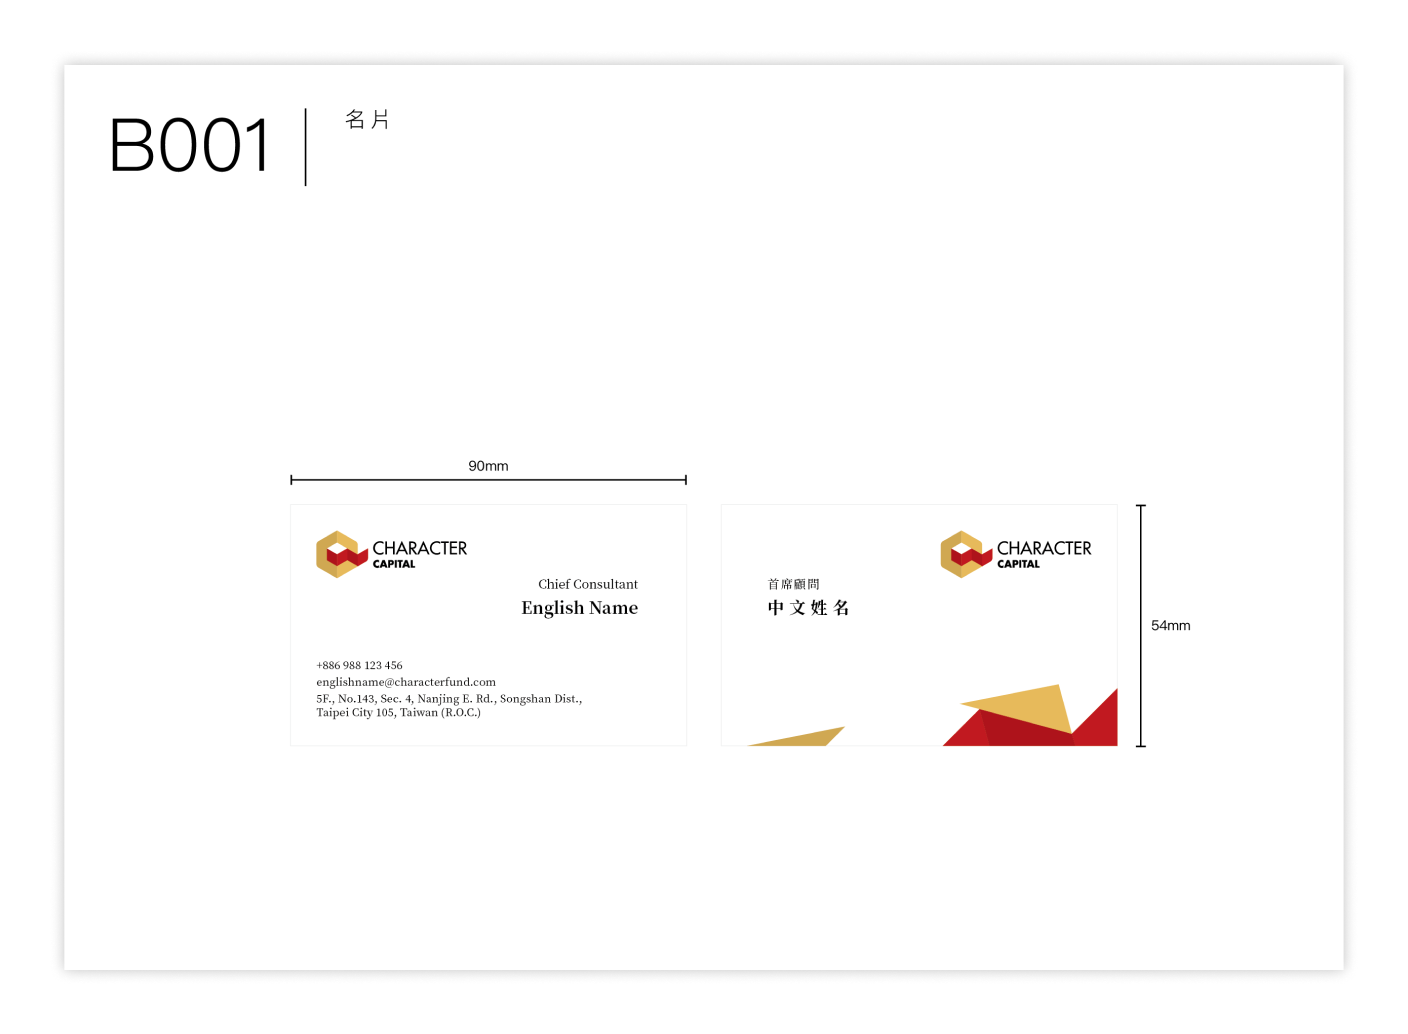 B001
名片
90mm
CHARACTER
CAPITAL
Chief Consultant
English Name
+886 988 123 456
englishname@characterfund.com
5F., No.143, Sec. 4, Nanjing E. Rd., Songshan Dist.,
Taipei City 105, Taiwan (R.O.C.)
CHARACTER
CAPITAL
首席顧問
中文姓名
54mm